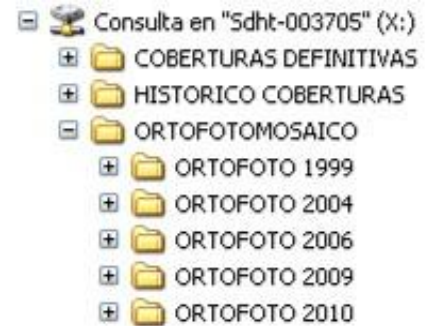 Consulta en "Sdht-003705" (X:)
COBERTURAS DEFINITIVAS
HISTORICO COBERTURAS
ORTOFOTOMOSAICO
ORTOFOTO 1999
ORTOFOTO 2004
ORTOFOTO 2006
ORTOFOTO 2009
ORTOFOTO 2010